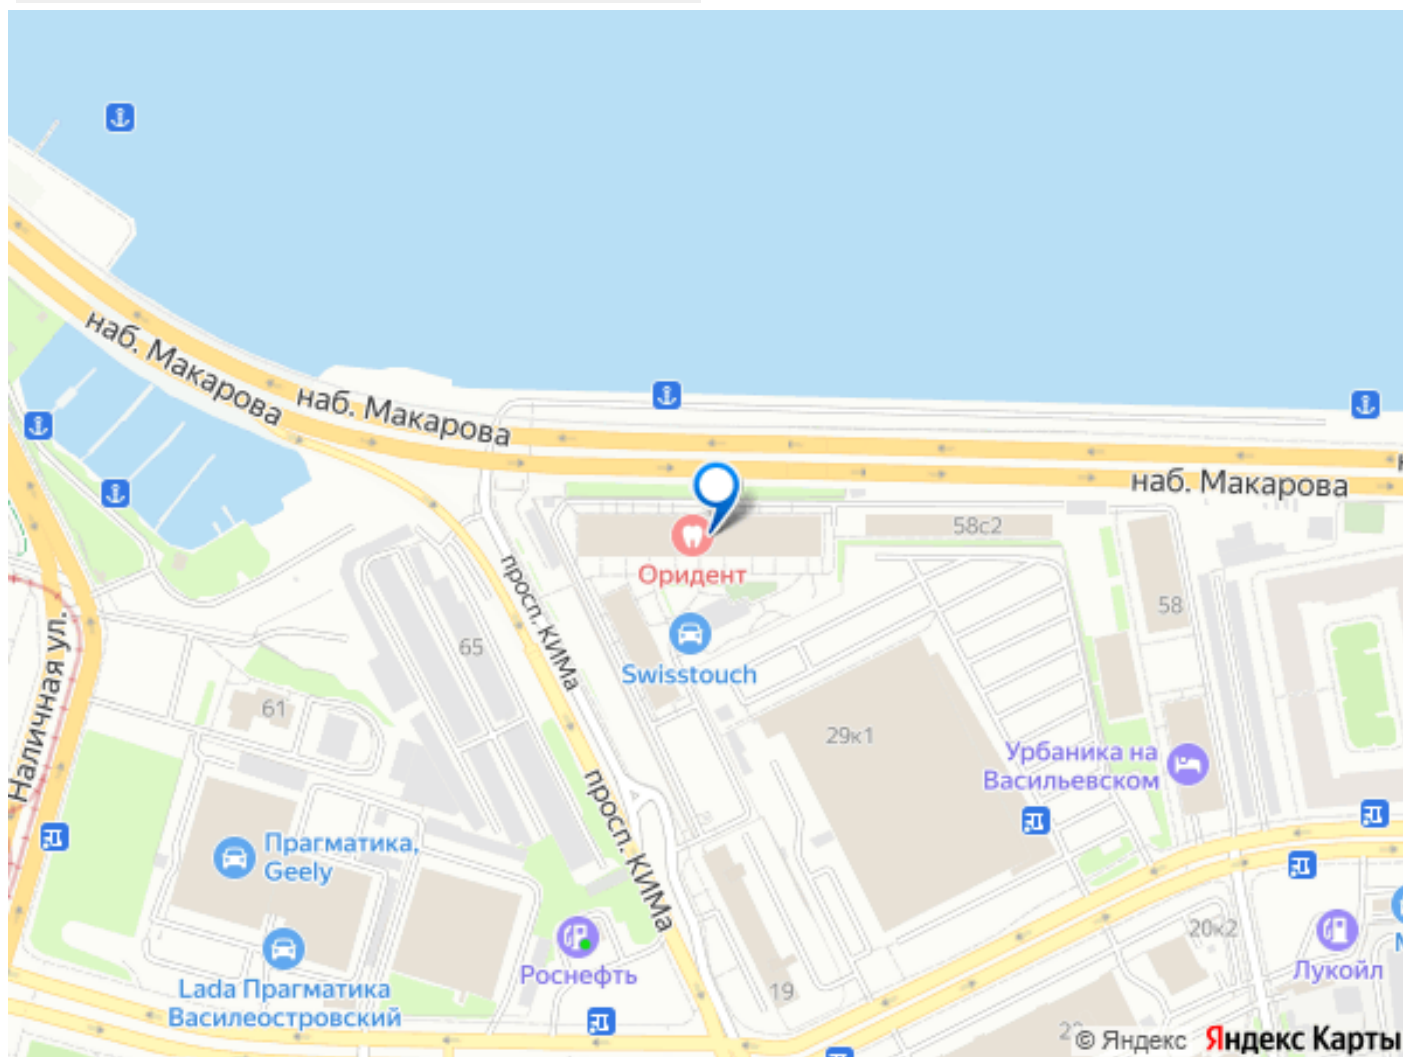 наб. Макарова
наб. Макарова
наб. Макарова
58с2
Оридент
просп. КИМа
58
65
Swisstouch
Наличная ул.
61
29к1
Урбаника на
Васильевском
просп. КИМа
Прагматика,
Geely
20к2
Роснефть
Лукойл
Lada Прагматика
Василеостровский
19
© Яндекс Яндекс Карты